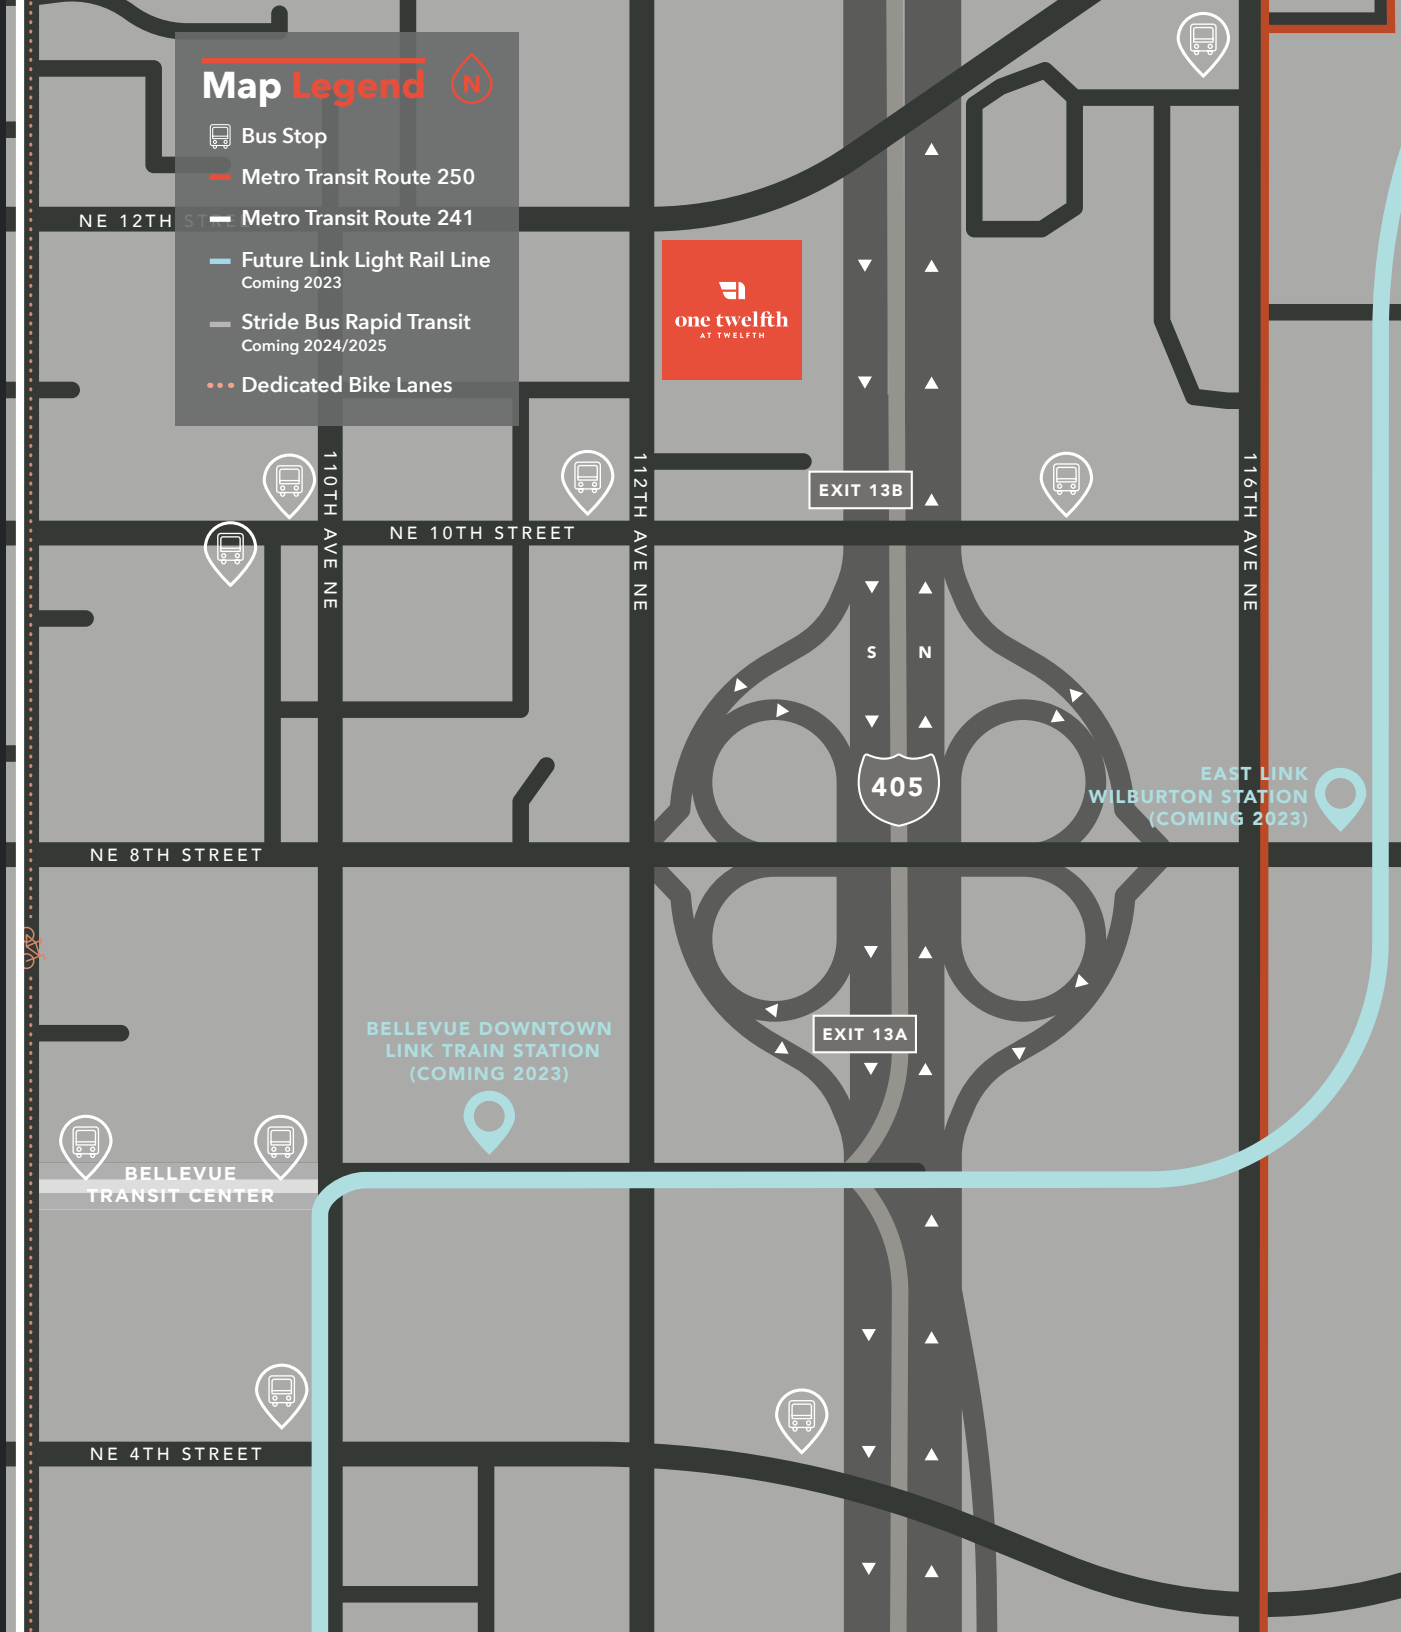 Map Legend
N
Bus Stop
Metro Transit Route 250
Metro Transit Route 241
Future Link Light Rail Line
Coming 2023
Stride Bus Rapid Transit
Coming 2024/2025
Dedicated Bike Lanes
NE 12TH STREET
one twelfth
AT TWELFTH
110TH AVE NE
112TH AVE NE
116TH AVE NE
EXIT 13B
NE 10TH STREET
S
N
405
EAST LINK
WILBURTON STATION
(COMING 2023)
NE 8TH STREET
BELLEVUE DOWNTOWN
LINK TRAIN STATION
(COMING 2023)
EXIT 13A
BELLEVUE
TRANSIT CENTER
NE 4TH STREET